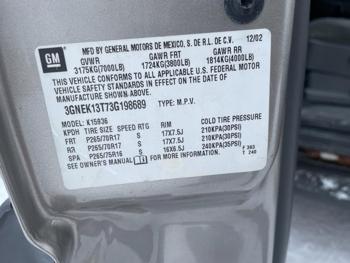 GM
MFD BY GENERAL MOTORS DE MEXICO, S. DE R.L. DE C.V. 12/02
GVWR GAWR FRT GAWR RR
3175KG(7000LB) 1724KG(3800LB) 1814KG(4000LB)
THIS VEHICLE CONFORMS TO ALL APPLICABLE U.S. FEDERAL MOTOR
VEHICLE SAFETY STANDARDS IN EFFECT ON THE DATE OF
MANUFACTURE SHOWN ABOVE.
3GNEK13T73G198689 TYPE: M.P.V.
MODEL: K15936
KPDH TIRE SIZE SPEED RTG RIM COLD TIRE PRESSURE
FRT P265/70R17 S 17X7.5J 210KPA(30PSI)
RR P265/70R17 S 17X7.5J 210KPA(30PSI)
SPA P265/75R16 S 16X6.5J 240KPA(35PSI)
F 363
T 240